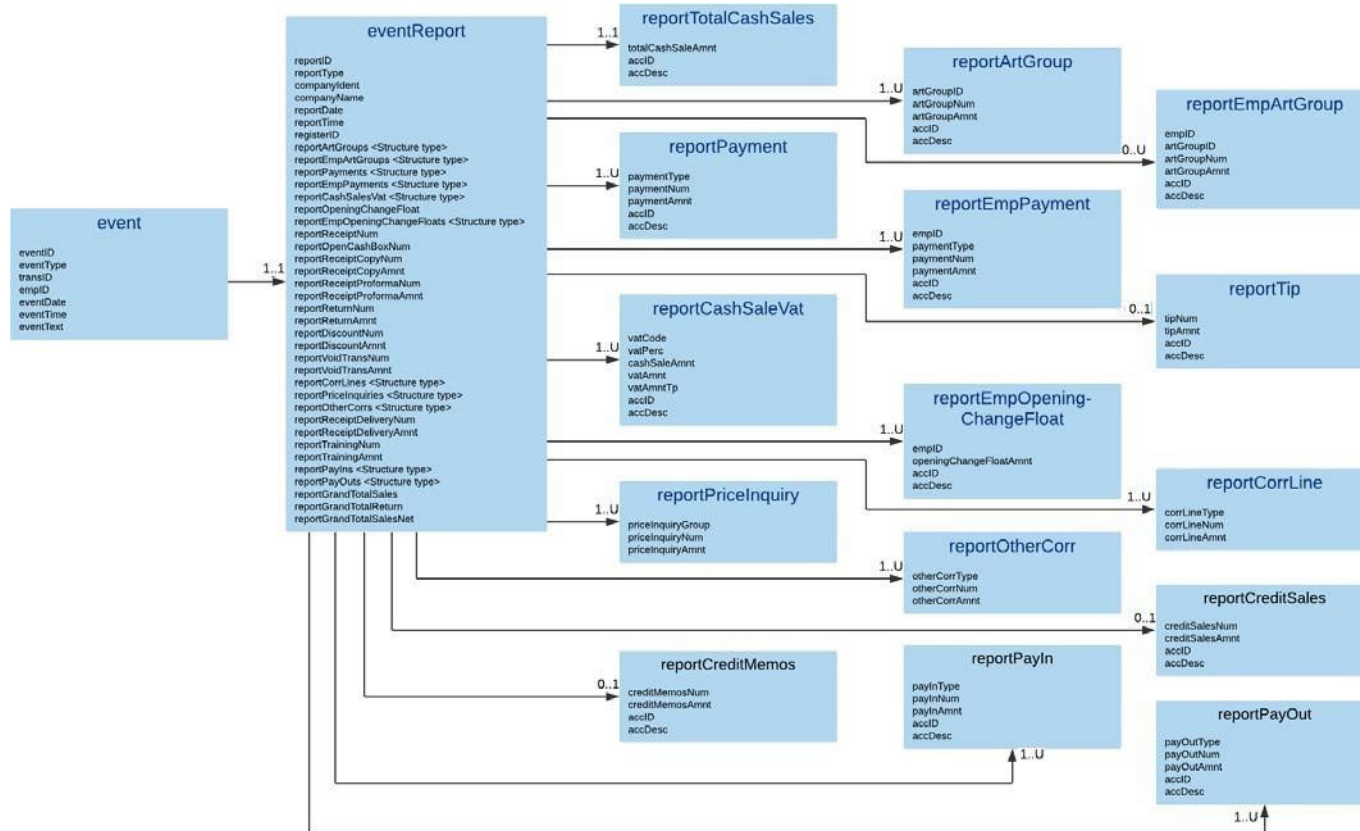 event
eventID
eventType
transID
empID
eventDate
eventTime
eventText
1..1
eventReport
reportID
reportType
companyIdent
companyName
reportDate
reportTime
registerID
reportArtGroups <Structure type>
reportEmpArtGroups <Structure type>
reportPayments <Structure type>
reportEmpPayments <Structure type>
reportCashSalesVat <Structure type>
reportOpeningChangeFloat
reportEmpOpeningChangeFloats <Structure type>
reportReceiptNum
reportOpenCashBoxNum
reportReceiptCopyNum
reportReceiptCopyAmnt
reportReceiptProformaNum
reportReceiptProformaAmnt
reportReturnNum
reportReturnAmnt
reportDiscountNum
reportDiscountAmnt
reportVoidTransNum
reportVoidTransAmnt
reportCorrLines <Structure type>
reportPriceInquiries <Structure type>
reportOtherCorrs <Structure type>
reportReceiptDeliveryNum
reportReceiptDeliveryAmnt
reportTrainingNum
reportTrainingAmnt
reportPayIns <Structure type>
reportPayOuts <Structure type>
reportGrandTotalSales
reportGrandTotalReturn
reportGrandTotalSalesNet
1..1
reportTotalCashSales
totalCashSaleAmnt
accID
accDesc
1..U
reportPayment
paymentType
paymentNum
paymentAmnt
accID
accDesc
1..U
reportCashSaleVat
vatCode
vatPerc
cashSaleAmnt
vatAmnt
vatAmntTp
accID
accDesc
1..U
reportPriceInquiry
priceInquiryGroup
priceInquiryNum
priceInquiryAmnt
0..1
reportCreditMemos
creditMemosNum
creditMemosAmnt
accID
accDesc
1..U
reportArtGroup
artGroupID
artGroupNum
artGroupAmnt
accID
accDesc
1..U
reportEmpPayment
empID
paymentType
paymentNum
paymentAmnt
accID
accDesc
1..U
reportEmpOpening-
ChangeFloat
empID
openingChangeFloatAmnt
accID
accDesc
1..U
reportOtherCorr
otherCorrType
otherCorrNum
otherCorrAmnt
reportPayIn
payInType
payInNum
payInAmnt
accID
accDesc
1..U
0..U
reportEmpArtGroup
empID
artGroupID
artGroupNum
artGroupAmnt
accID
accDesc
0..1
reportTip
tipNum
tipAmnt
accID
accDesc
1..U
reportCorrLine
corrLineType
corrLineNum
corrLineAmnt
0..1
reportCreditSales
creditSalesNum
creditSalesAmnt
accID
accDesc
reportPayOut
payOutType
payOutNum
payOutAmnt
accID
accDesc
1..U